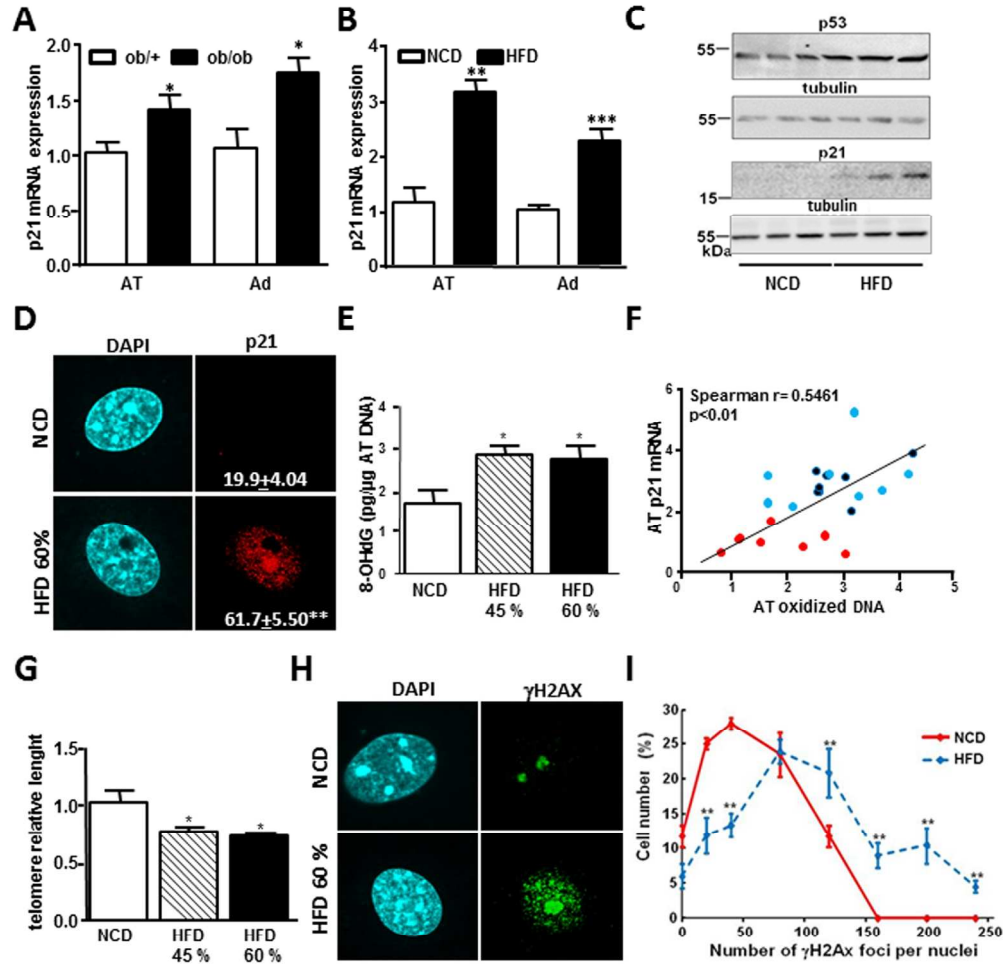 A
p21 mRNA expression
2.0
1.5
1.0
0.5
0.0
ob/+ ob/ob
* *
AT Ad
B
p21 mRNA expression
4
3
2
1
0
NCD HFD
** ***
AT Ad
C
p53
55
tubulin
55
p21
15
tubulin
55
kDa
NCD HFD
D
DAPI p21
NCD
19.9±4.04
HFD 60%
61.7±5.50**
E
8-OHdG (pg/µg AT DNA)
4
3
2
1
0
* *
NCD HFD HFD
45 % 60 %
F
AT p21 mRNA
Spearman r= 0.5461
p<0.01
6
4
2
0
0 1 2 3 4 5
AT oxidized DNA
G
telomere relative lenght
1.5
1.0
0.5
0.0
* *
NCD HFD HFD
45 % 60 %
H
DAPI γH2AX
NCD
HFD 60 %
I
Cell number (%)
30
25
20
15
10
5
0
NCD
HFD
** ** ** ** ** **
0 50 100 150 200 250
Number of γH2Ax foci per nuclei